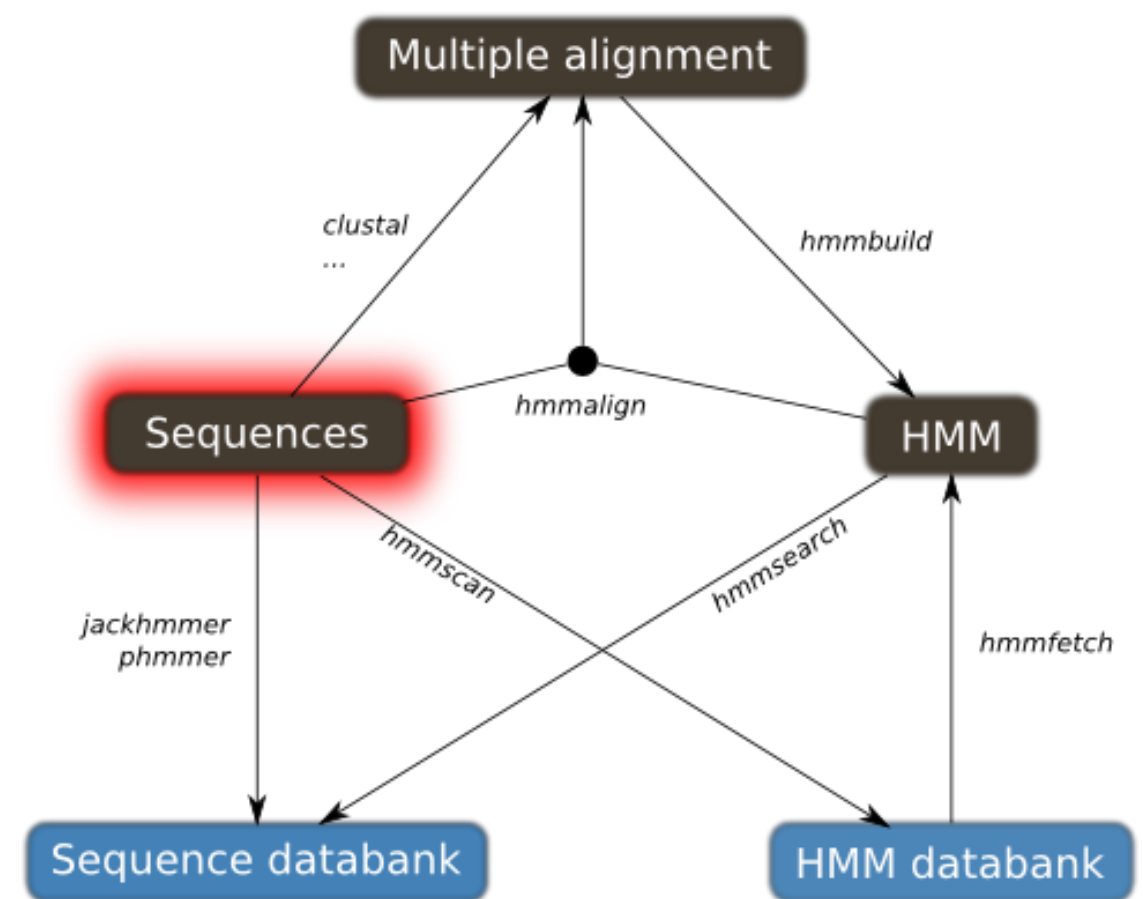 Multiple alignment
clustal
...
hmmbuild
hmmalign
Sequences
HMM
hmmscan
hmmsearch
jackhmmer
phmmer
hmmfetch
Sequence databank
HMM databank